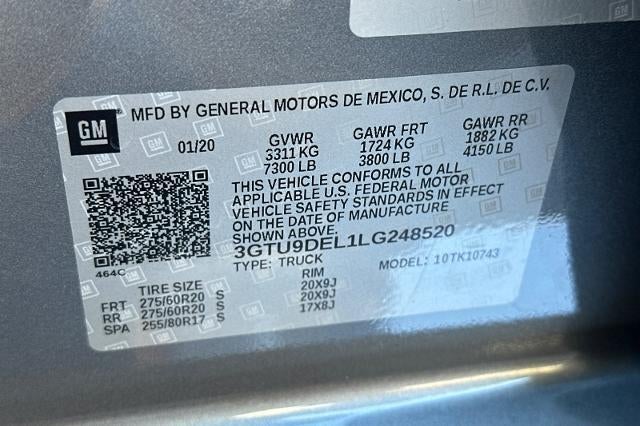 GM
MFD BY GENERAL MOTORS DE MEXICO, S. DE R.L. DE C.V.
01/20 GVWR GAWR FRT GAWR RR
3311 KG 1724 KG 1882 KG
7300 LB 3800 LB 4150 LB
THIS VEHICLE CONFORMS TO ALL
APPLICABLE U.S. FEDERAL MOTOR
VEHICLE SAFETY STANDARDS IN EFFECT
ON THE DATE OF MANUFACTURE
SHOWN ABOVE.
3GTU9DEL1LG248520
464C TYPE: TRUCK MODEL: 10TK10743
TIRE SIZE RIM
FRT 275/60R20 S 20X9J
RR 275/60R20 S 20X9J
SPA 255/80R17 S 17X8J